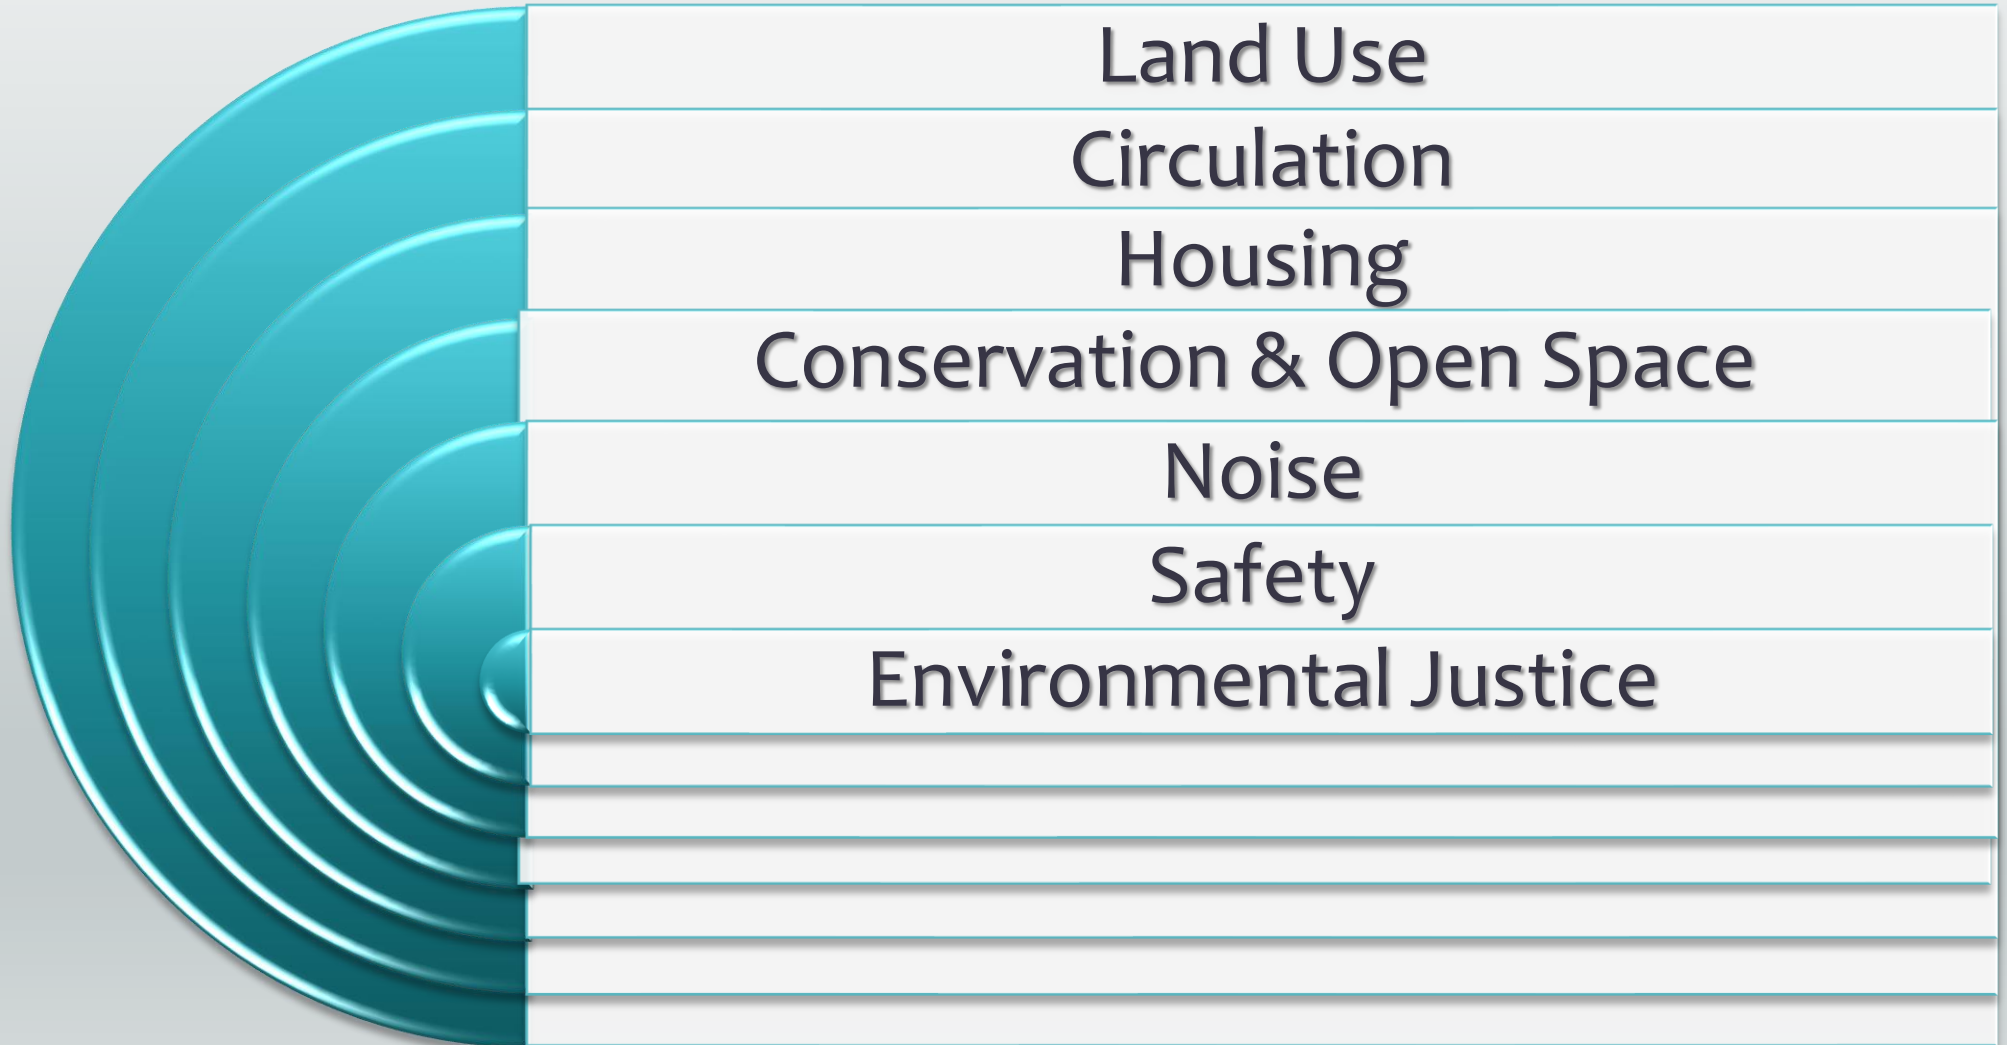 Land Use
Circulation
Housing
Conservation & Open Space
Noise
Safety
Environmental Justice